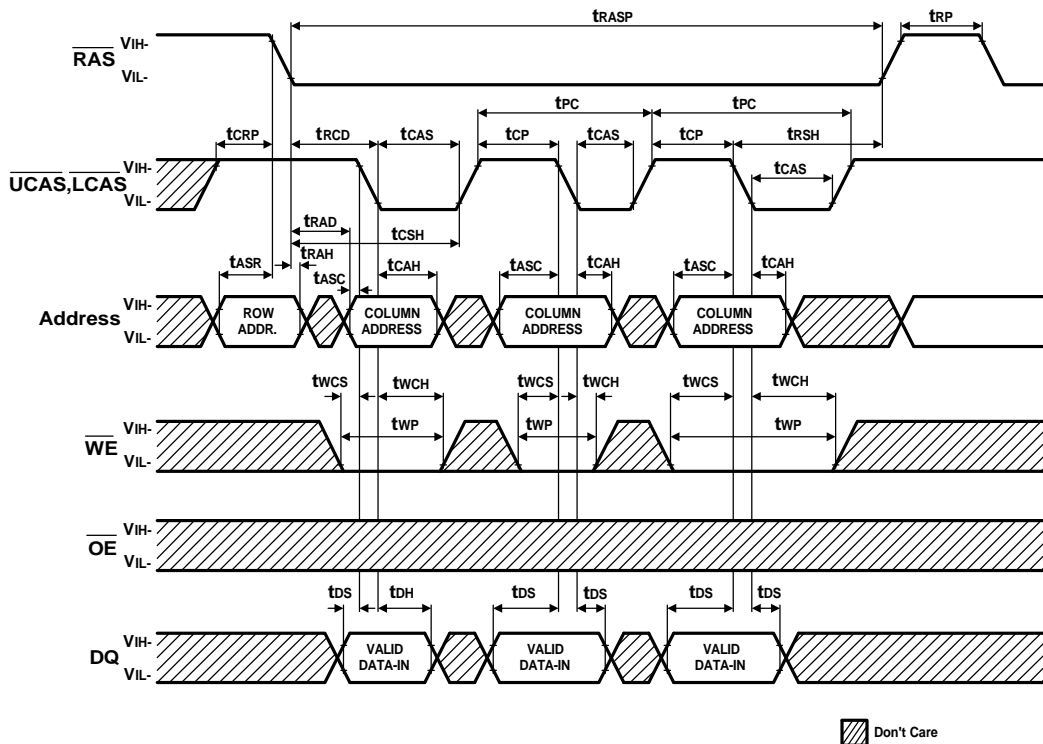 tRASP tRP
RAS VIH-
VIL-
tPC tPC
tCRP tRCD tCAS tCP tCAS tCP tRSH
UCAS,LCAS VIH-
VIL-
tCAS
tRAD tCSH
tASR tRAH tASC tCAH tASC tCAH tASC tCAH
Address VIH-
VIL-
ROW ADDR.
COLUMN ADDRESS
COLUMN ADDRESS
COLUMN ADDRESS
tWCS tWCH tWCS tWCH tWCS tWCH
tWP tWP tWP
WE VIH-
VIL-
OE VIH-
VIL-
tDS tDH tDS tDS tDS tDS
DQ VIH-
VIL-
VALID DATA-IN
VALID DATA-IN
VALID DATA-IN
Don't Care